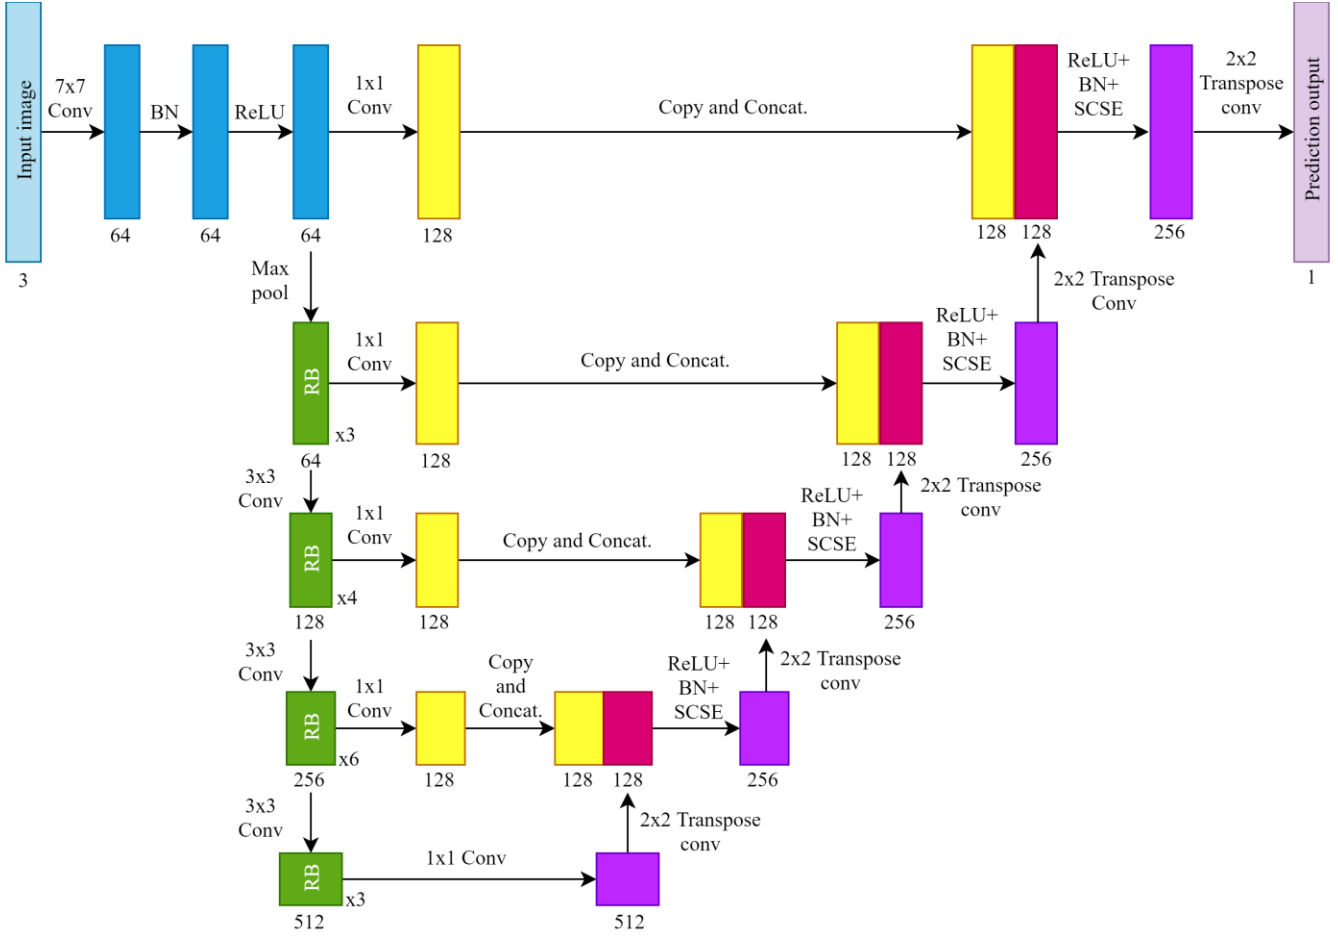 Input image
3
7x7
Conv
64
BN
64
ReLU
64
1x1
Conv
128
Copy and Concat.
128
128
ReLU+
BN+
SCSE
256
2x2
Transpose
conv
Prediction output
1
Max
pool
2x2 Transpose
Conv
RB
x3
64
1x1
Conv
128
Copy and Concat.
128
128
ReLU+
BN+
SCSE
256
3x3
Conv
2x2 Transpose
conv
RB
x4
128
1x1
Conv
128
Copy and Concat.
128
128
ReLU+
BN+
SCSE
256
3x3
Conv
2x2 Transpose
conv
RB
x6
256
1x1
Conv
128
Copy
and
Concat.
128
128
ReLU+
BN+
SCSE
256
3x3
Conv
2x2 Transpose
conv
RB
x3
512
1x1 Conv
512